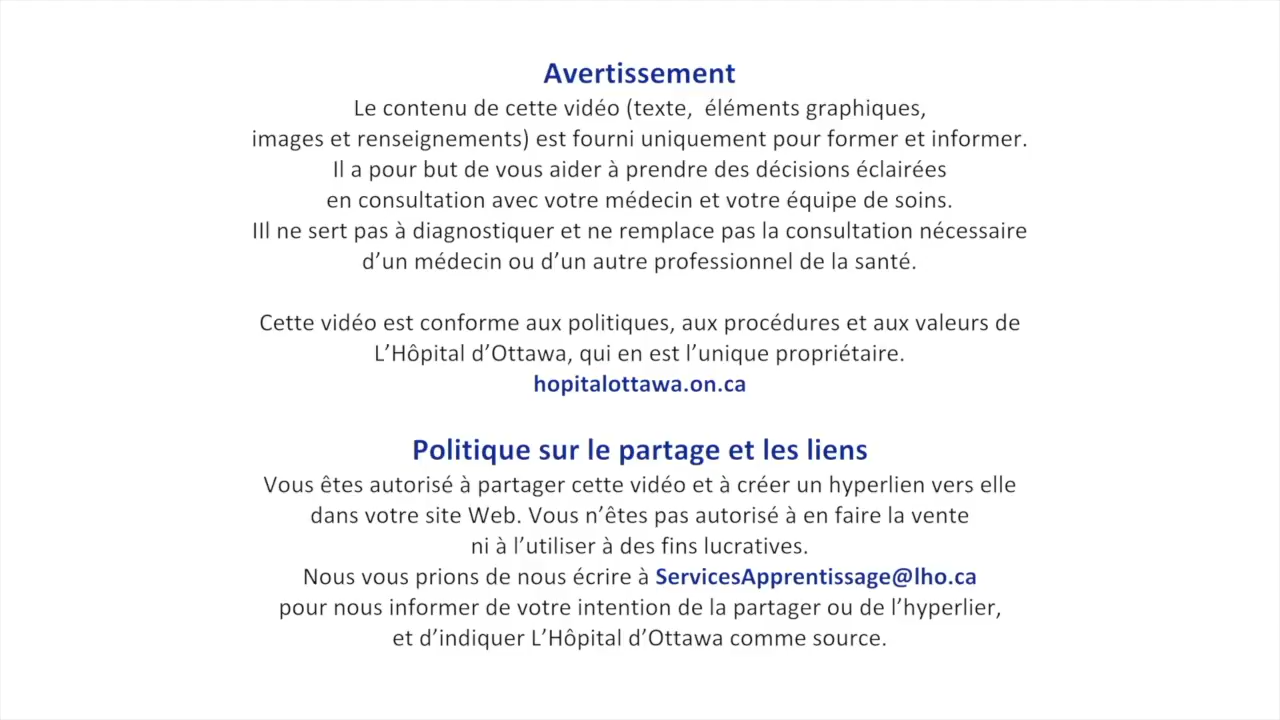 Avertissement
Le contenu de cette vidéo (texte,  éléments graphiques,
images et renseignements) est fourni uniquement pour former et informer.
Il a pour but de vous aider à prendre des décisions éclairées
en consultation avec votre médecin et votre équipe de soins.
IIl ne sert pas à diagnostiquer et ne remplace pas la consultation nécessaire
d’un médecin ou d’un autre professionnel de la santé.
Cette vidéo est conforme aux politiques, aux procédures et aux valeurs de
L’Hôpital d’Ottawa, qui en est l’unique propriétaire.
hopitalottawa.on.ca
Politique sur le partage et les liens
Vous êtes autorisé à partager cette vidéo et à créer un hyperlien vers elle
dans votre site Web. Vous n’êtes pas autorisé à en faire la vente
ni à l’utiliser à des fins lucratives.
Nous vous prions de nous écrire à ServicesApprentissage@lho.ca
pour nous informer de votre intention de la partager ou de l’hyperlier,
et d’indiquer L’Hôpital d’Ottawa comme source.